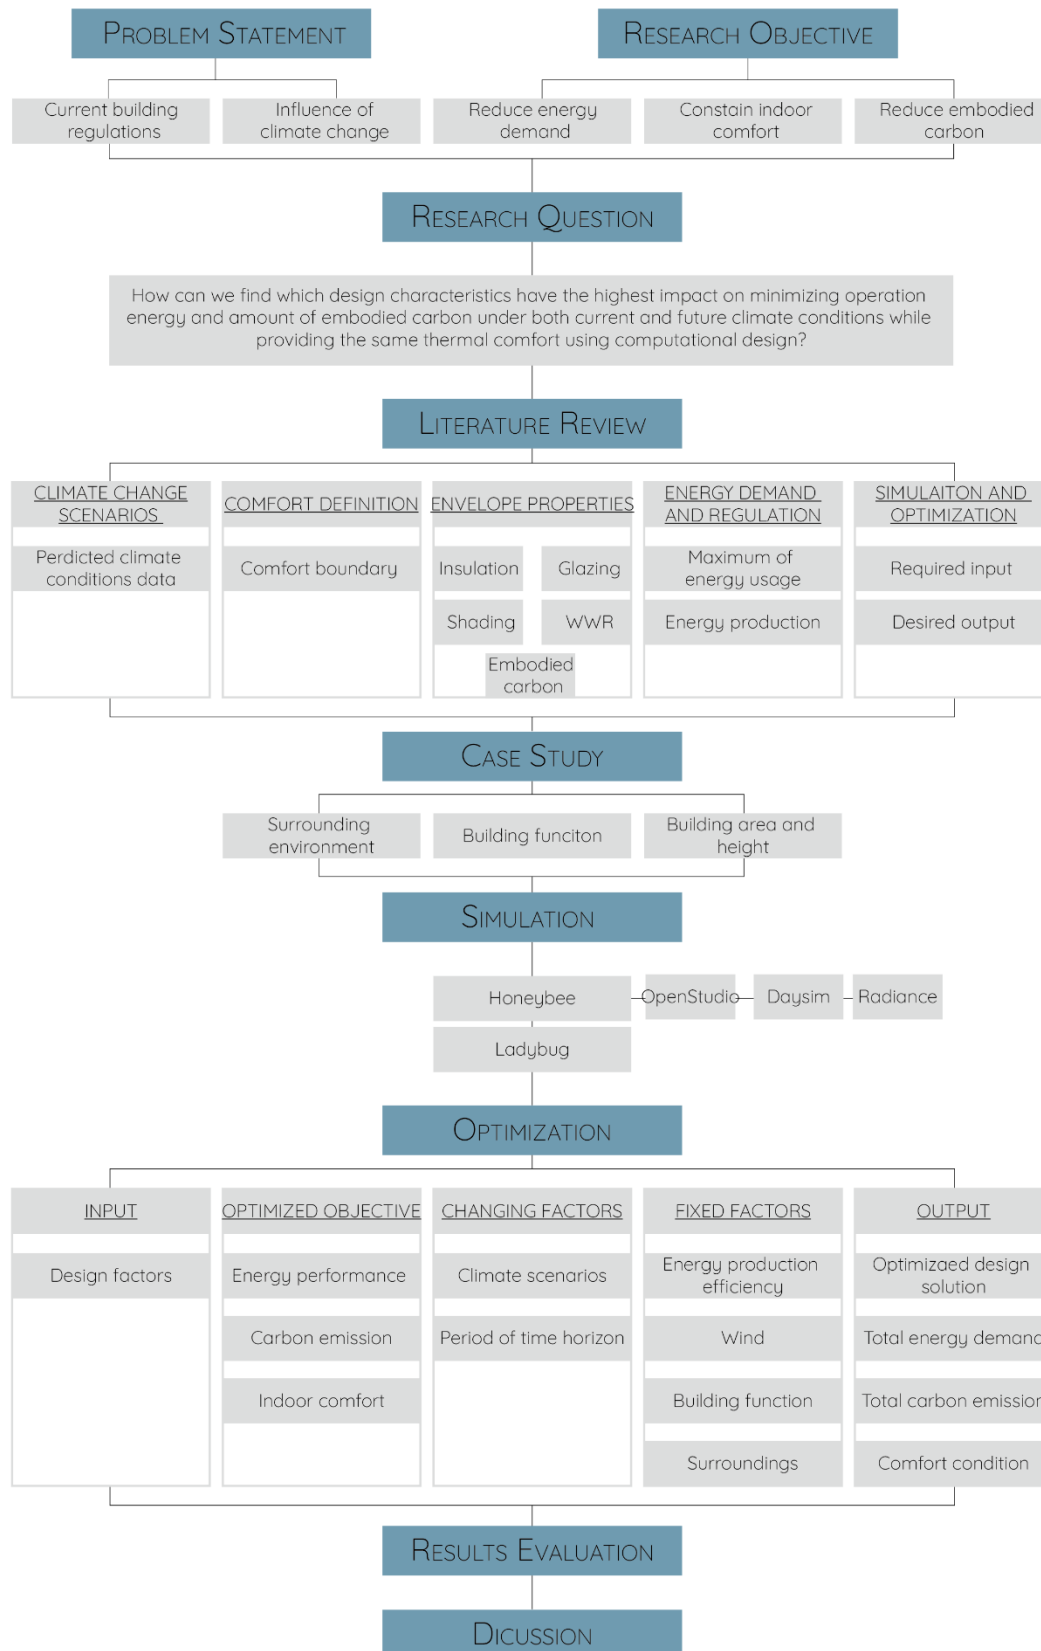 PROBLEM STATEMENT
RESEARCH OBJECTIVE
Current building
regulations
Influence of
climate change
Reduce energy
demand
Constain indoor
comfort
Reduce embodied
carbon
RESEARCH QUESTION
How can we find which design characteristics have the highest impact on minimizing operation
energy and amount of embodied carbon under both current and future climate conditions while
providing the same thermal comfort using computational design?
LITERATURE REVIEW
CLIMATE CHANGE
SCENARIOS
Perdicted climate
conditions data
COMFORT DEFINITION
Comfort boundary
ENVELOPE PROPERTIES
Insulation
Glazing
Shading
WWR
Embodied
carbon
ENERGY DEMAND
AND REGULATION
Maximum of
energy usage
Energy production
SIMULAITON AND
OPTIMIZATION
Required input
Desired output
CASE STUDY
Surrounding
environment
Building funciton
Building area and
height
SIMULATION
Honeybee
OpenStudio
Daysim
Radiance
Ladybug
OPTIMIZATION
INPUT
Design factors
OPTIMIZED OBJECTIVE
Energy performance
Carbon emission
Indoor comfort
CHANGING FACTORS
Climate scenarios
Period of time horizon
FIXED FACTORS
Energy production
efficiency
Wind
Building function
Surroundings
OUTPUT
Optimizaed design
solution
Total energy demand
Total carbon emission
Comfort condition
RESULTS EVALUATION
DICUSSION